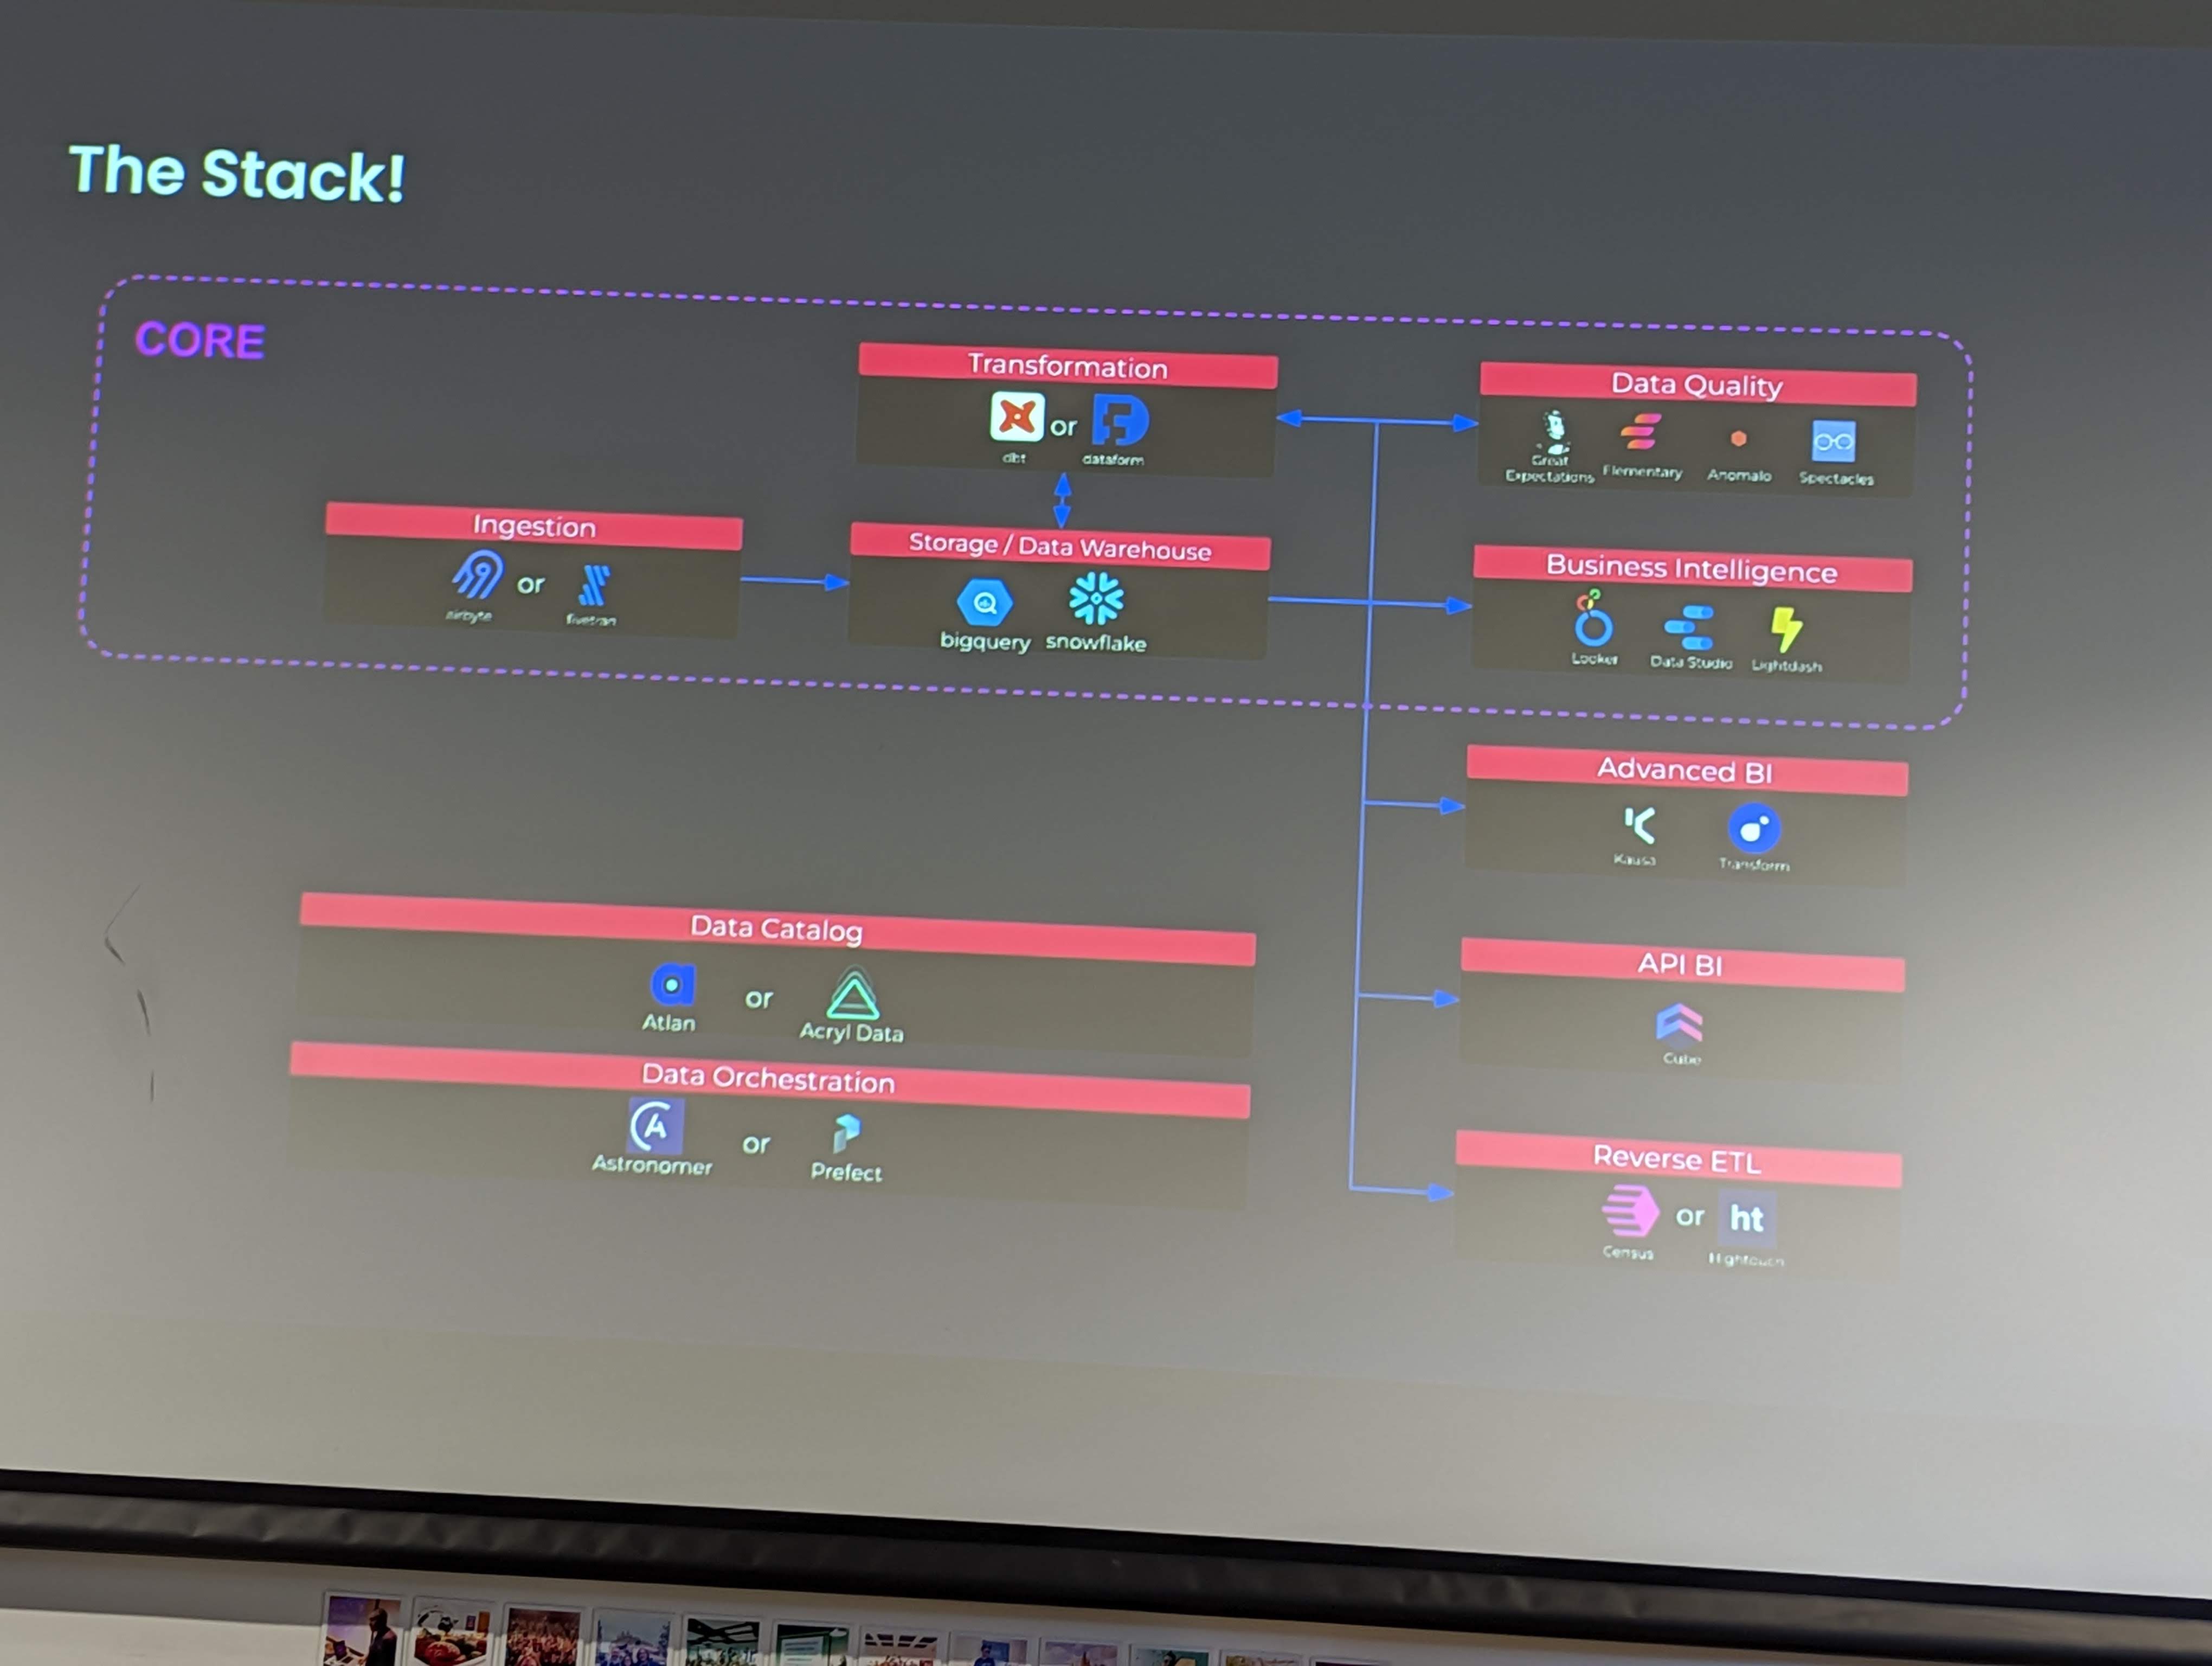 The Stack!
CORE
Transformation
or
dbt dataform
Data Quality
Great Expectations Elementary Anomalo Spectacles
Ingestion
or
airbyte fivetran
Storage / Data Warehouse
bigquery snowflake
Business Intelligence
Looker Data Studio Lightdash
Advanced BI
Kausa Transform
Data Catalog
or
Atlan Acryl Data
API BI
Cube
Data Orchestration
or
Astronomer Prefect
Reverse ETL
or ht
Census Hightouch